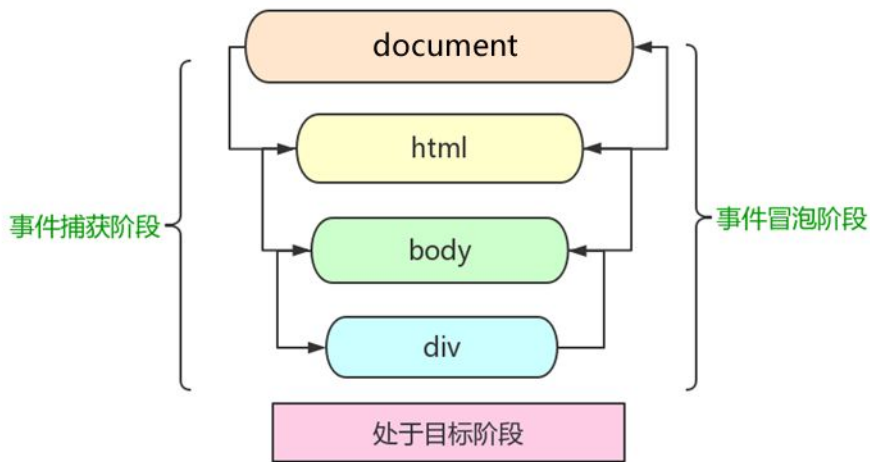 document
html
事件捕获阶段
事件冒泡阶段
body
div
处于目标阶段